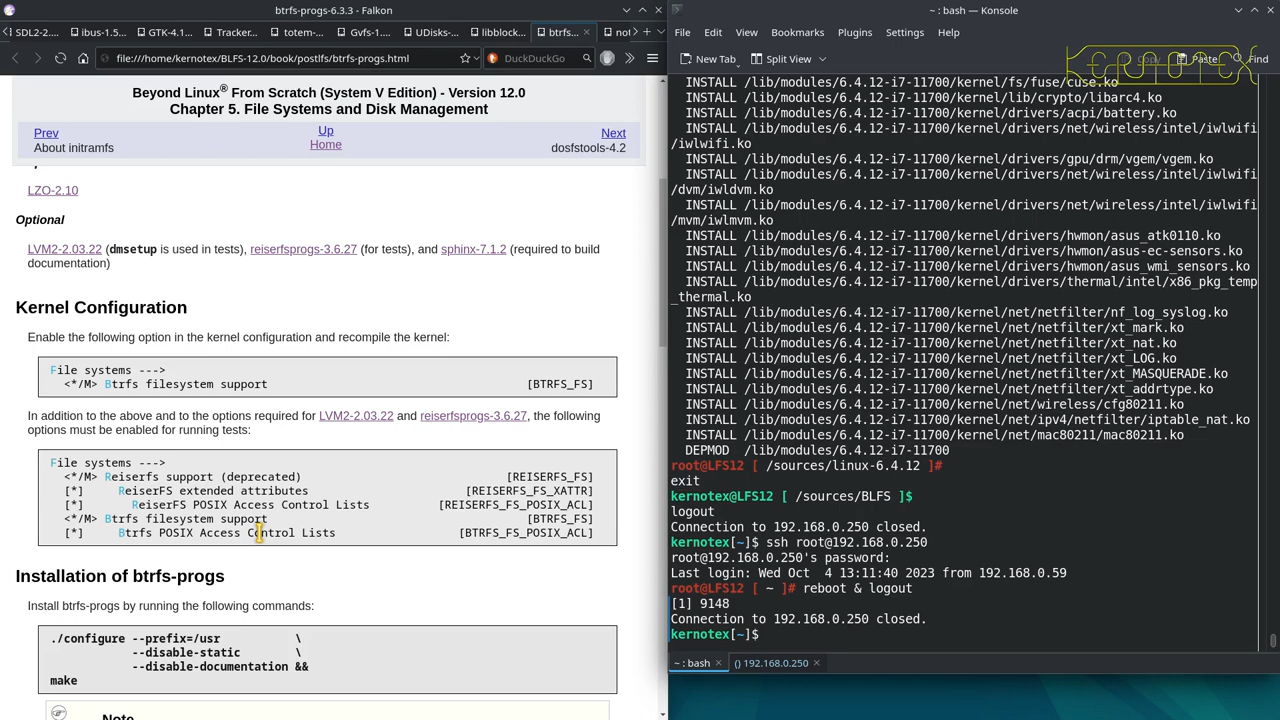 btrfs-progs-6.3.3 - Falkon
SDL2-2....
ibus-1.5...
GTK-4.1...
Tracker...
totem-...
Gvfs-1....
UDisks-...
libblock...
btrfs...
file:///home/kernotex/BLFS-12.0/book/postlfs/btrfs-progs.html
DuckDuckGo
Beyond Linux® From Scratch (System V Edition) - Version 12.0
Chapter 5. File Systems and Disk Management
Prev
Up
Next
About initramfs
Home
dosfstools-4.2
LZO-2.10
Optional
LVM2-2.03.22 (dmsetup is used in tests), reiserfsprogs-3.6.27 (for tests), and sphinx-7.1.2 (required to build
documentation)
Kernel Configuration
Enable the following option in the kernel configuration and recompile the kernel:
File systems --->
<*/M> Btrfs filesystem support [BTRFS_FS]
In addition to the above and to the options required for LVM2-2.03.22 and reiserfsprogs-3.6.27, the following
options must be enabled for running tests:
File systems --->
<*/M> Reiserfs support (deprecated) [REISERFS_FS]
[*] ReiserFS extended attributes [REISERFS_FS_XATTR]
[*] ReiserFS POSIX Access Control Lists [REISERFS_FS_POSIX_ACL]
<*/M> Btrfs filesystem support [BTRFS_FS]
[*] Btrfs POSIX Access Control Lists [BTRFS_FS_POSIX_ACL]
Installation of btrfs-progs
Install btrfs-progs by running the following commands:
./configure --prefix=/usr \
--disable-static \
--disable-documentation &&
make
Note
~ : bash — Konsole
File Edit View Bookmarks Plugins Settings Help
New Tab Split View Copy Paste Find
KERNOTEX
INSTALL /lib/modules/6.4.12-i7-11700/kernel/fs/fuse/cuse.ko
INSTALL /lib/modules/6.4.12-i7-11700/kernel/lib/crypto/libarc4.ko
INSTALL /lib/modules/6.4.12-i7-11700/kernel/drivers/acpi/battery.ko
INSTALL /lib/modules/6.4.12-i7-11700/kernel/drivers/net/wireless/intel/iwlwifi
/iwlwifi.ko
INSTALL /lib/modules/6.4.12-i7-11700/kernel/drivers/gpu/drm/vgem/vgem.ko
INSTALL /lib/modules/6.4.12-i7-11700/kernel/drivers/net/wireless/intel/iwlwifi
/dvm/iwldvm.ko
INSTALL /lib/modules/6.4.12-i7-11700/kernel/drivers/net/wireless/intel/iwlwifi
/mvm/iwlmvm.ko
INSTALL /lib/modules/6.4.12-i7-11700/kernel/drivers/hwmon/asus_atk0110.ko
INSTALL /lib/modules/6.4.12-i7-11700/kernel/drivers/hwmon/asus-ec-sensors.ko
INSTALL /lib/modules/6.4.12-i7-11700/kernel/drivers/hwmon/asus_wmi_sensors.ko
INSTALL /lib/modules/6.4.12-i7-11700/kernel/drivers/thermal/intel/x86_pkg_temp
_thermal.ko
INSTALL /lib/modules/6.4.12-i7-11700/kernel/net/netfilter/nf_log_syslog.ko
INSTALL /lib/modules/6.4.12-i7-11700/kernel/net/netfilter/xt_mark.ko
INSTALL /lib/modules/6.4.12-i7-11700/kernel/net/netfilter/xt_nat.ko
INSTALL /lib/modules/6.4.12-i7-11700/kernel/net/netfilter/xt_LOG.ko
INSTALL /lib/modules/6.4.12-i7-11700/kernel/net/netfilter/xt_MASQUERADE.ko
INSTALL /lib/modules/6.4.12-i7-11700/kernel/net/netfilter/xt_addrtype.ko
INSTALL /lib/modules/6.4.12-i7-11700/kernel/net/wireless/cfg80211.ko
INSTALL /lib/modules/6.4.12-i7-11700/kernel/net/ipv4/netfilter/iptable_nat.ko
INSTALL /lib/modules/6.4.12-i7-11700/kernel/net/mac80211/mac80211.ko
DEPMOD /lib/modules/6.4.12-i7-11700
root@LFS12 [ /sources/linux-6.4.12 ]#
exit
kernotex@LFS12 [ /sources/BLFS ]$
logout
Connection to 192.168.0.250 closed.
kernotex[~]$ ssh root@192.168.0.250
root@192.168.0.250's password:
Last login: Wed Oct  4 13:11:40 2023 from 192.168.0.59
root@LFS12 [ ~ ]# reboot & logout
[1] 9148
Connection to 192.168.0.250 closed.
kernotex[~]$
~ : bash
() 192.168.0.250